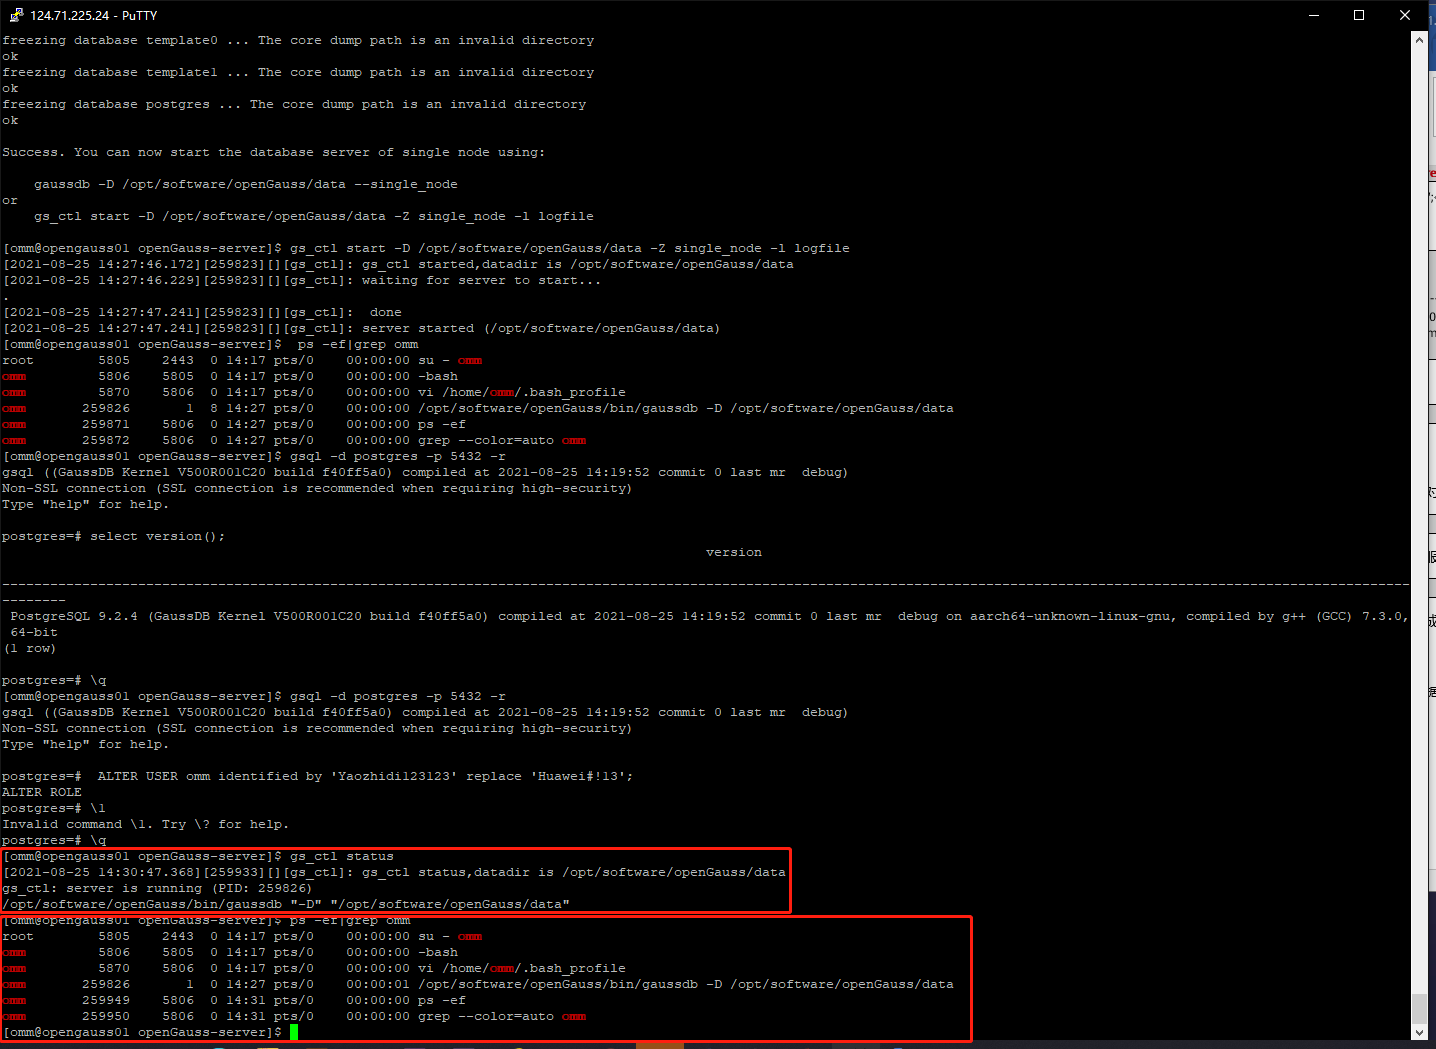 124.71.225.24 - PuTTY
freezing database template0 ... The core dump path is an invalid directory
ok
freezing database template1 ... The core dump path is an invalid directory
ok
freezing database postgres ... The core dump path is an invalid directory
ok
Success. You can now start the database server of single node using:
gaussdb -D /opt/software/openGauss/data --single_node
or
gs_ctl start -D /opt/software/openGauss/data -Z single_node -l logfile
[omm@opengauss01 openGauss-server]$ gs_ctl start -D /opt/software/openGauss/data -Z single_node -l logfile
[2021-08-25 14:27:46.172][259823][][gs_ctl]: gs_ctl started,datadir is /opt/software/openGauss/data
[2021-08-25 14:27:46.229][259823][][gs_ctl]: waiting for server to start...
.
[2021-08-25 14:27:47.241][259823][][gs_ctl]:  done
[2021-08-25 14:27:47.241][259823][][gs_ctl]: server started (/opt/software/openGauss/data)
[omm@opengauss01 openGauss-server]$  ps -ef|grep omm
root        5805    2443  0 14:17 pts/0    00:00:00 su - omm
omm         5806    5805  0 14:17 pts/0    00:00:00 -bash
omm         5870    5806  0 14:17 pts/0    00:00:00 vi /home/omm/.bash_profile
omm       259826       1  8 14:27 pts/0    00:00:00 /opt/software/openGauss/bin/gaussdb -D /opt/software/openGauss/data
omm       259871    5806  0 14:27 pts/0    00:00:00 ps -ef
omm       259872    5806  0 14:27 pts/0    00:00:00 grep --color=auto omm
[omm@opengauss01 openGauss-server]$ gsql -d postgres -p 5432 -r
gsql ((GaussDB Kernel V500R001C20 build f40ff5a0) compiled at 2021-08-25 14:19:52 commit 0 last mr  debug)
Non-SSL connection (SSL connection is recommended when requiring high-security)
Type "help" for help.
postgres=# select version();
version
--------------------------------------------------------------------------------------------------------------------------------------------------------------------------------
--------
PostgreSQL 9.2.4 (GaussDB Kernel V500R001C20 build f40ff5a0) compiled at 2021-08-25 14:19:52 commit 0 last mr  debug on aarch64-unknown-linux-gnu, compiled by g++ (GCC) 7.3.0,
64-bit
(1 row)
postgres=# \q
[omm@opengauss01 openGauss-server]$ gsql -d postgres -p 5432 -r
gsql ((GaussDB Kernel V500R001C20 build f40ff5a0) compiled at 2021-08-25 14:19:52 commit 0 last mr  debug)
Non-SSL connection (SSL connection is recommended when requiring high-security)
Type "help" for help.
postgres=#  ALTER USER omm identified by 'Yaozhidi123123' replace 'Huawei#!13';
ALTER ROLE
postgres=# \1
Invalid command \1. Try \? for help.
postgres=# \q
[omm@opengauss01 openGauss-server]$ gs_ctl status
[2021-08-25 14:30:47.368][259933][][gs_ctl]: gs_ctl status,datadir is /opt/software/openGauss/data
gs_ctl: server is running (PID: 259826)
/opt/software/openGauss/bin/gaussdb "-D" "/opt/software/openGauss/data"
[omm@opengauss01 openGauss-server]$ ps -ef|grep omm
root        5805    2443  0 14:17 pts/0    00:00:00 su - omm
omm         5806    5805  0 14:17 pts/0    00:00:00 -bash
omm         5870    5806  0 14:17 pts/0    00:00:00 vi /home/omm/.bash_profile
omm       259826       1  0 14:27 pts/0    00:00:01 /opt/software/openGauss/bin/gaussdb -D /opt/software/openGauss/data
omm       259949    5806  0 14:31 pts/0    00:00:00 ps -ef
omm       259950    5806  0 14:31 pts/0    00:00:00 grep --color=auto omm
[omm@opengauss01 openGauss-server]$